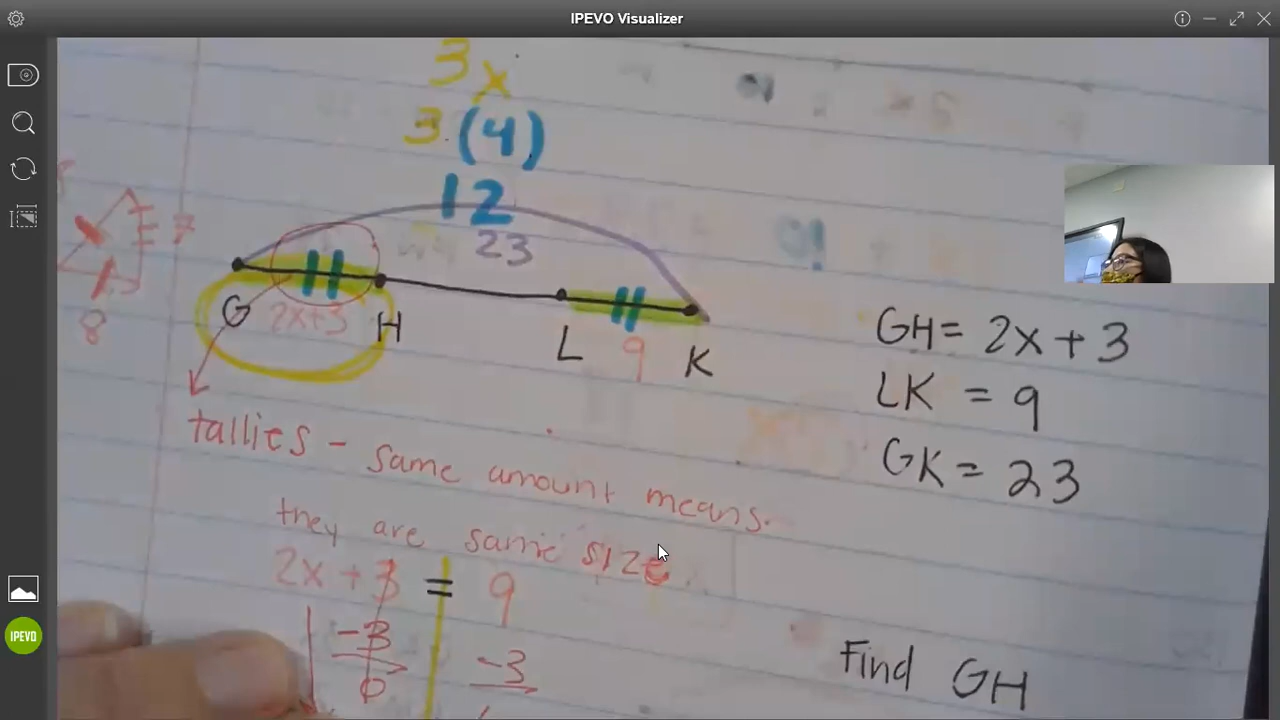 IPEVO Visualizer
3x
3 (4)
12
23
G 2x+3 H L 9 K
7
8
GH = 2x + 3
LK = 9
GK = 23
tallies - same amount means
they are same size.
2x + 3 = 9
-3 -3
0
Find GH
IPEVO